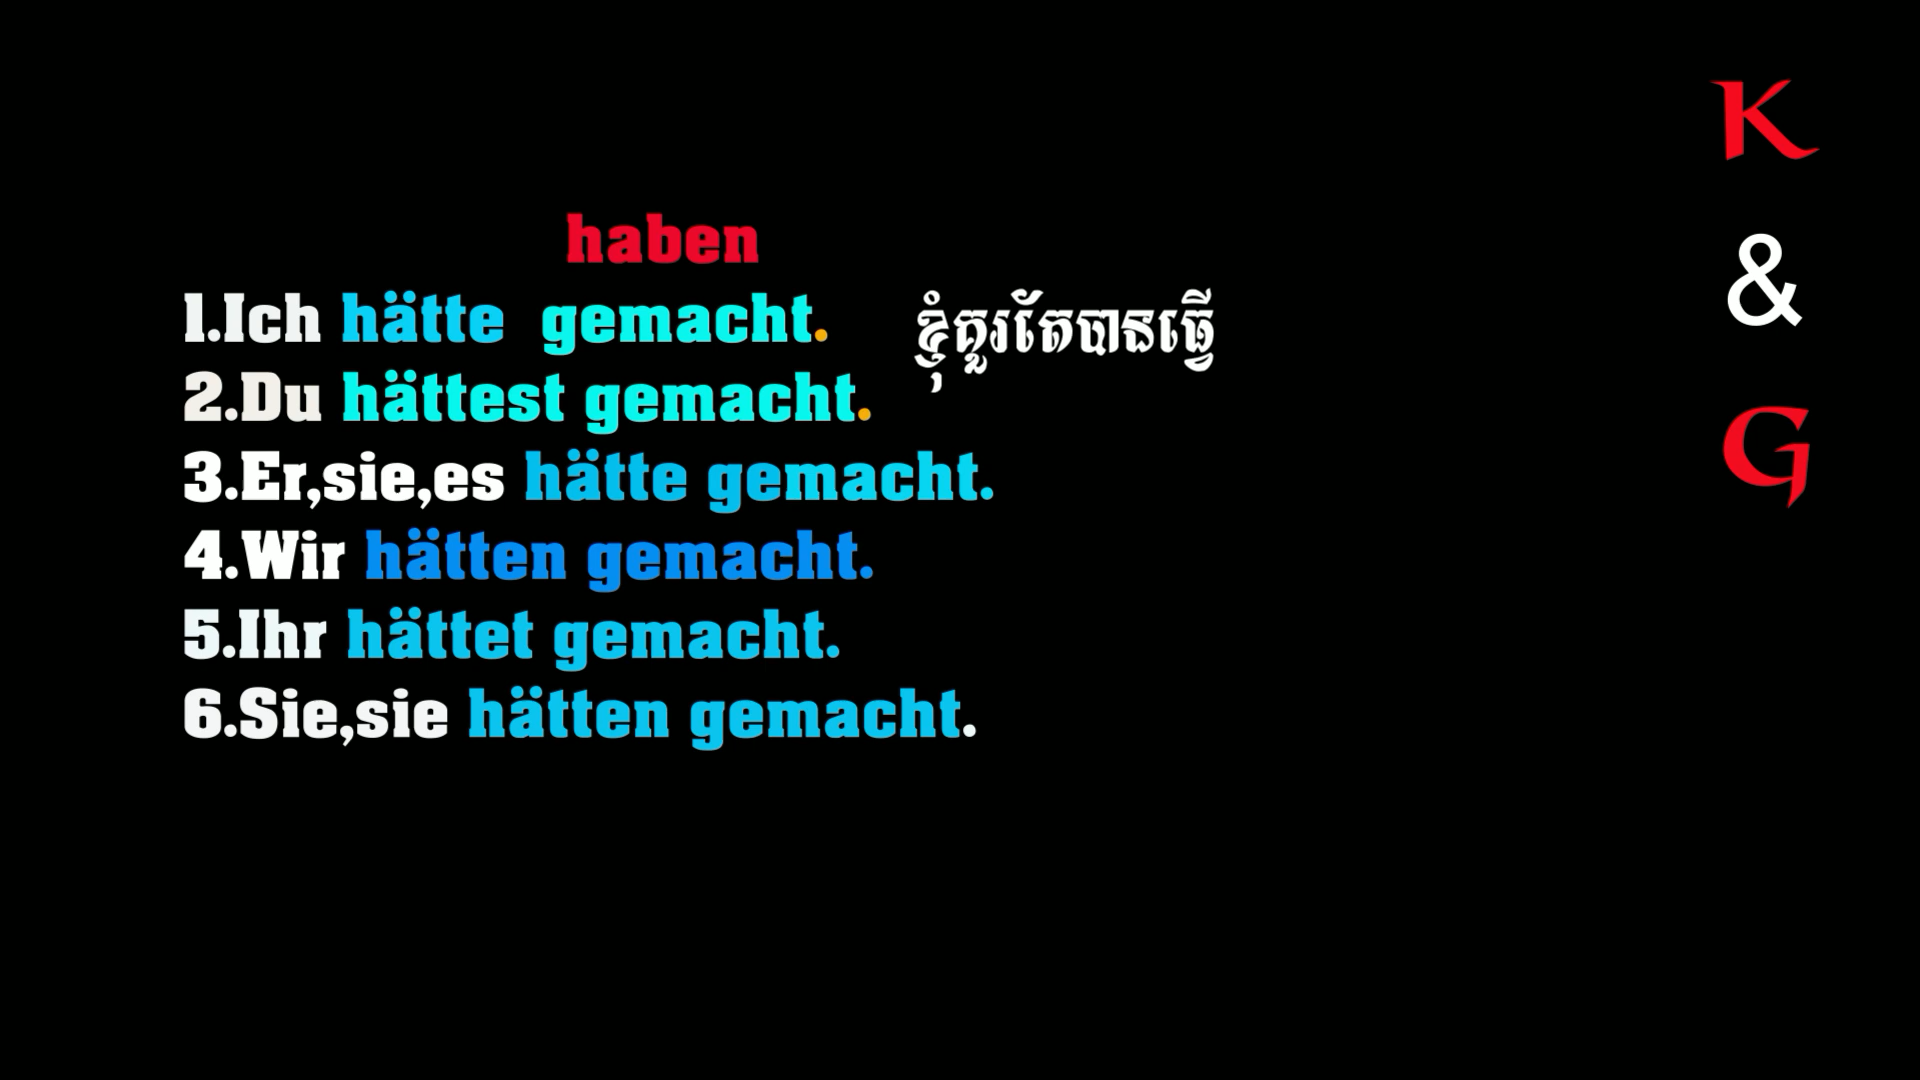 haben
1.Ich hätte gemacht. ខ្ញុំគួរតែបានធ្វើ
2.Du hättest gemacht.
3.Er,sie,es hätte gemacht.
4.Wir hätten gemacht.
5.Ihr hättet gemacht.
6.Sie,sie hätten gemacht.
K
&
G